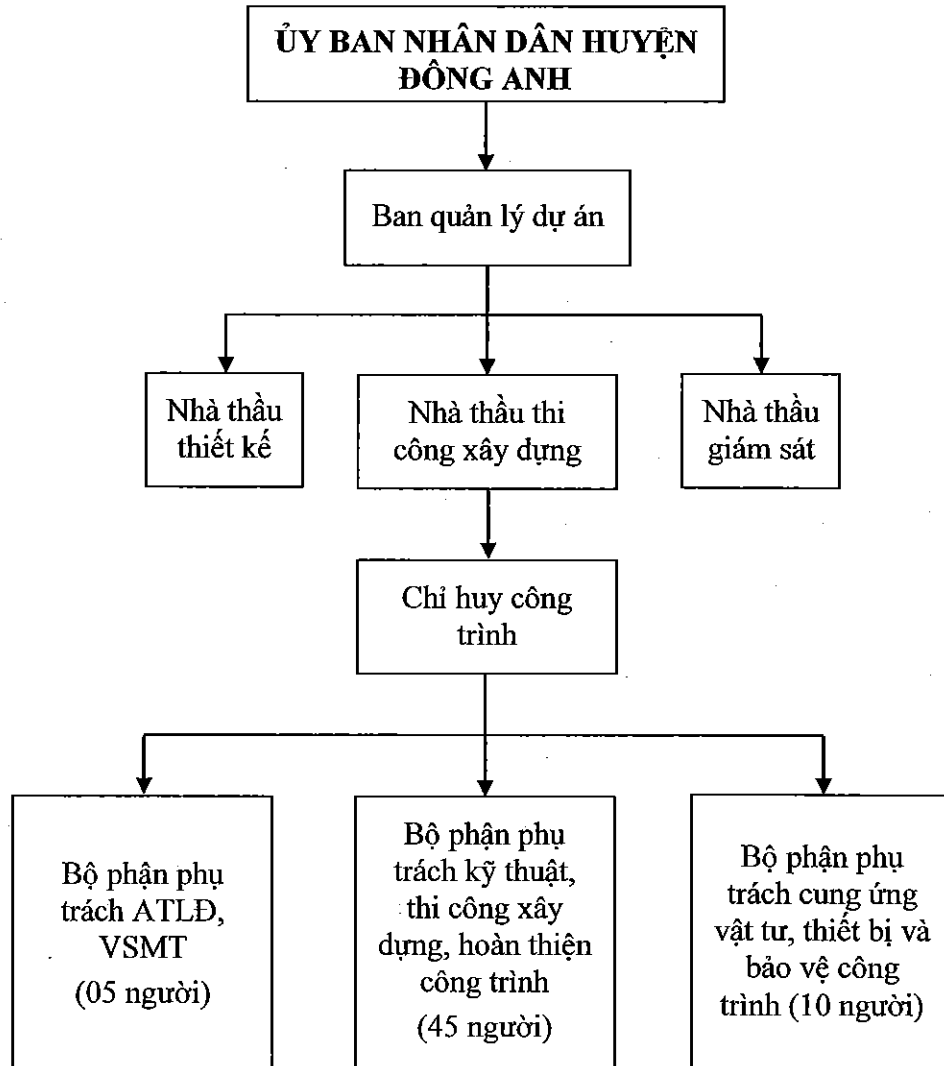 ỦY BAN NHÂN DÂN HUYỆN
ĐÔNG ANH
Ban quản lý dự án
Nhà thầu
thiết kế
Nhà thầu thi
công xây dựng
Nhà thầu
giám sát
Chỉ huy công
trình
Bộ phận phụ
trách ATLĐ,
VSMT
(05 người)
Bộ phận phụ
trách kỹ thuật,
thi công xây
dựng, hoàn thiện
công trình
(45 người)
Bộ phận phụ
trách cung ứng
vật tư, thiết bị và
bảo vệ công
trình (10 người)